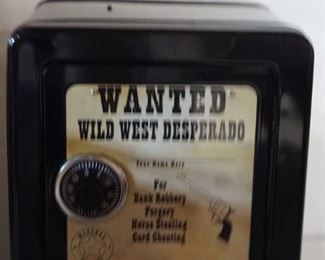 WANTED
WILD WEST DESPERADO
Your Name Here
For
Bank Robbery
Forgery
Horse Stealing
Card Cheating